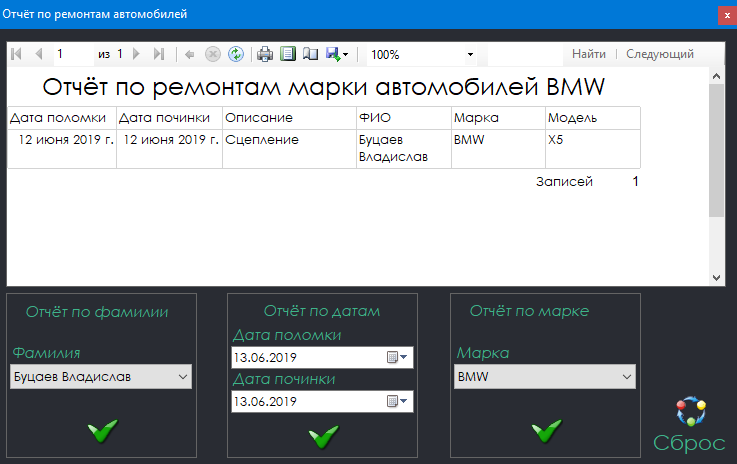 Отчёт по ремонтам автомобилей
1 из 1 100% Найти Следующий
Отчёт по ремонтам марки автомобилей BMW
Дата поломки Дата починки Описание ФИО Марка Модель
12 июня 2019 г. 12 июня 2019 г. Сцепление Буцаев BMW X5
Владислав
Записей 1
Отчёт по фамилии
Фамилия
Буцаев Владислав
Отчёт по датам
Дата поломки
13.06.2019
Дата починки
13.06.2019
Отчёт по марке
Марка
BMW
Сброс